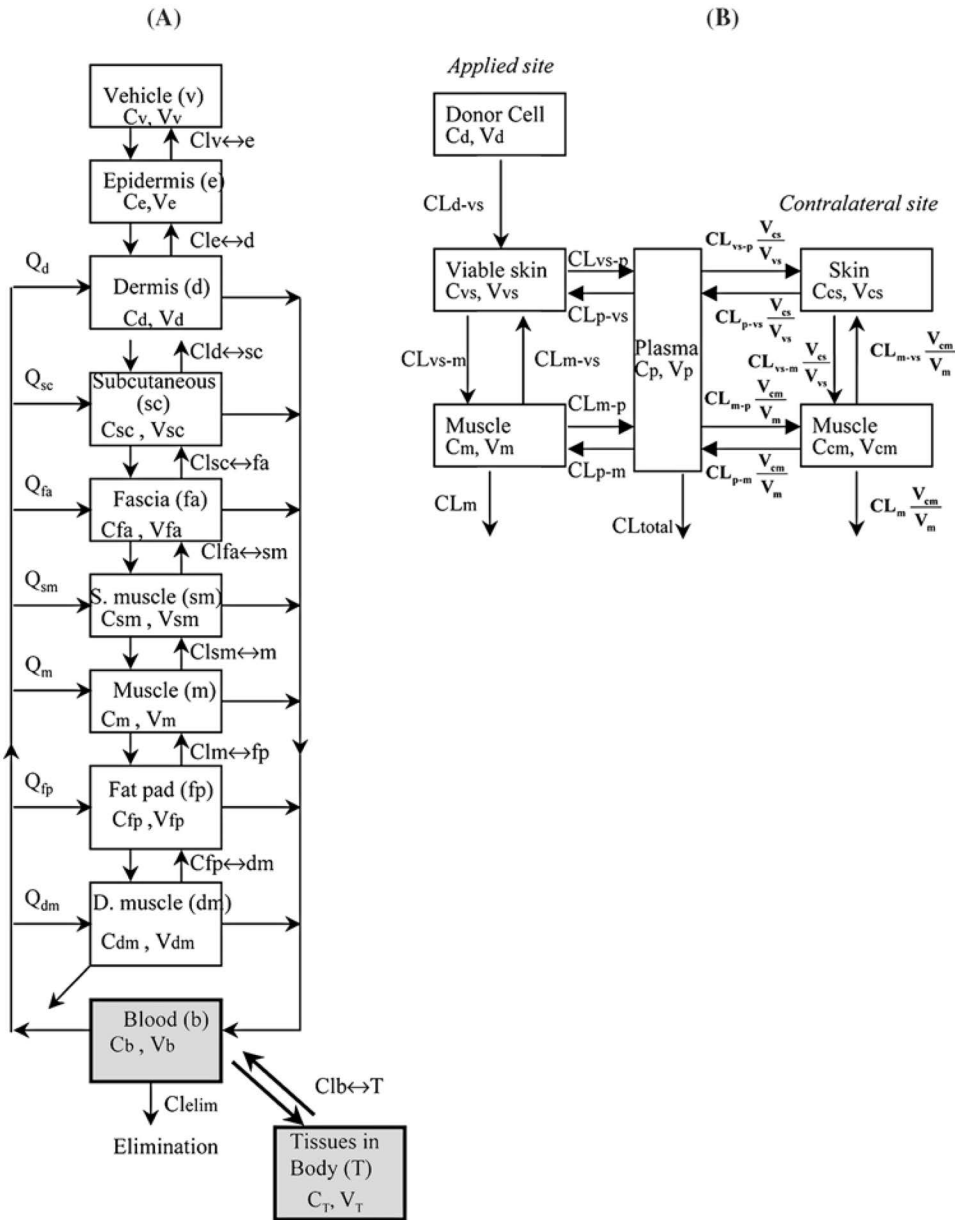 (A)
Vehicle (v)
Cv, Vv
Clv↔e
Epidermis (e)
Ce,Ve
Cle↔d
Qd
Dermis (d)
Cd, Vd
Cld↔sc
Qsc
Subcutaneous
(sc)
Csc , Vsc
Clsc↔fa
Qfa
Fascia (fa)
Cfa , Vfa
Clfa↔sm
Qsm
S. muscle (sm)
Csm , Vsm
Clsm↔m
Qm
Muscle (m)
Cm , Vm
Clm↔fp
Qfp
Fat pad (fp)
Cfp ,Vfp
Cfp↔dm
Qdm
D. muscle (dm)
Cdm , Vdm
Blood (b)
Cb , Vb
Clb↔T
Clelim
Elimination
Tissues in
Body (T)
CT, VT
(B)
Applied site
Donor Cell
Cd, Vd
CLd-vs
Contralateral site
Viable skin
Cvs, Vvs
CLvs-p
CLp-vs
CLvs-m
CLm-vs
Muscle
Cm, Vm
CLm-p
CLp-m
CLm
Plasma
Cp, Vp
CLtotal
CLvs-p Vcs/Vvs
CLp-vs Vcs/Vvs
Skin
Ccs, Vcs
CLvs-m Vcs/Vvs
CLm-vs Vcm/Vm
CLm-p Vcm/Vm
CLp-m Vcm/Vm
Muscle
Ccm, Vcm
CLm Vcm/Vm